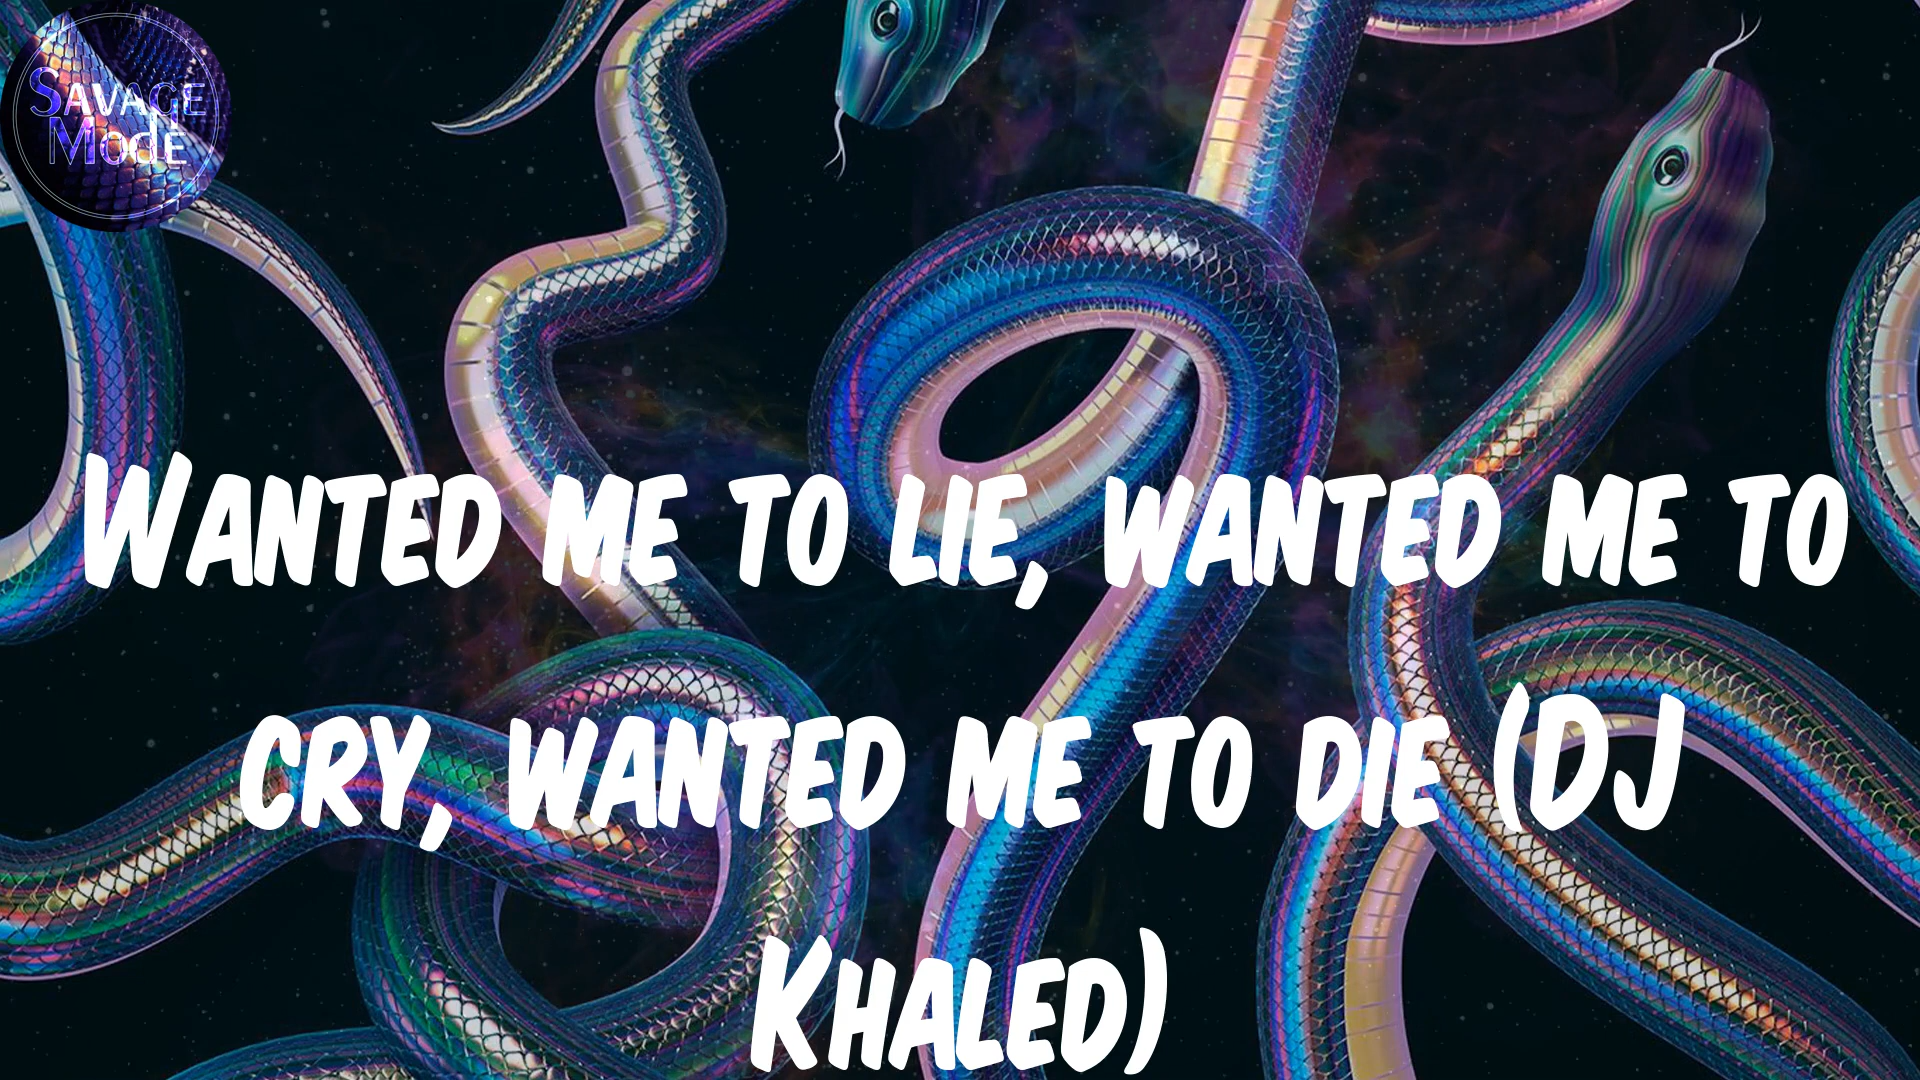 Savage
Mode
Wanted me to lie, wanted me to
cry, wanted me to die (DJ
Khaled)